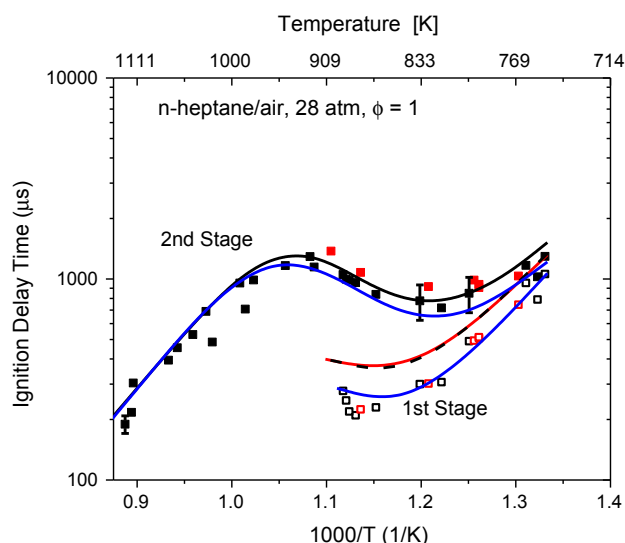 Temperature [K]
1111 1000 909 833 769 714
10000
n-heptane/air, 28 atm, ϕ = 1
2nd Stage
1000
Ignition Delay Time (μs)
1st Stage
100
0.9 1.0 1.1 1.2 1.3 1.4
1000/T (1/K)